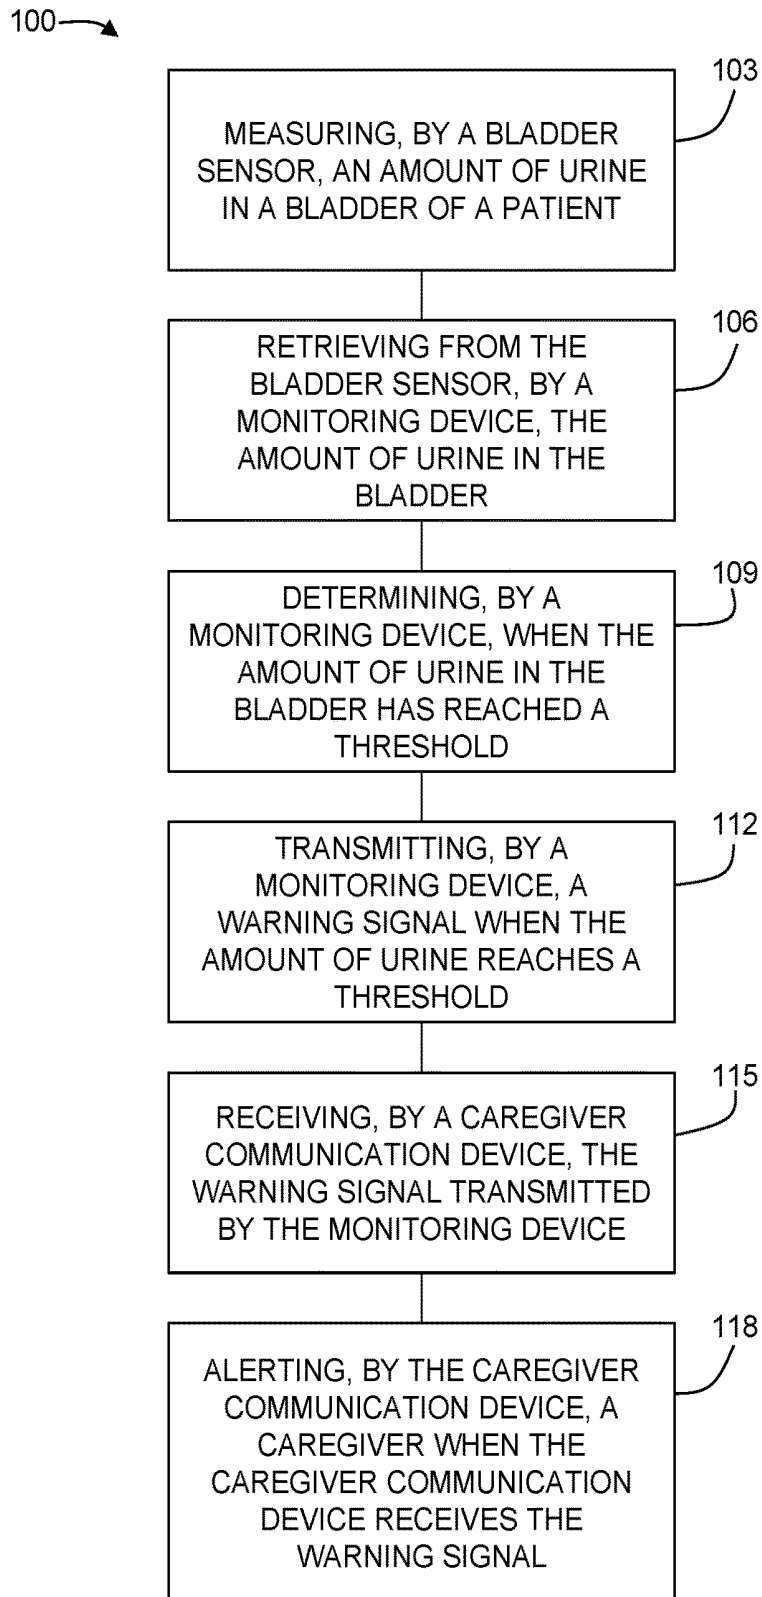 100
103
MEASURING, BY A BLADDER
SENSOR, AN AMOUNT OF URINE
IN A BLADDER OF A PATIENT
106
RETRIEVING FROM THE
BLADDER SENSOR, BY A
MONITORING DEVICE, THE
AMOUNT OF URINE IN THE
BLADDER
109
DETERMINING, BY A
MONITORING DEVICE, WHEN THE
AMOUNT OF URINE IN THE
BLADDER HAS REACHED A
THRESHOLD
112
TRANSMITTING, BY A
MONITORING DEVICE, A
WARNING SIGNAL WHEN THE
AMOUNT OF URINE REACHES A
THRESHOLD
115
RECEIVING, BY A CAREGIVER
COMMUNICATION DEVICE, THE
WARNING SIGNAL TRANSMITTED
BY THE MONITORING DEVICE
118
ALERTING, BY THE CAREGIVER
COMMUNICATION DEVICE, A
CAREGIVER WHEN THE
CAREGIVER COMMUNICATION
DEVICE RECEIVES THE
WARNING SIGNAL